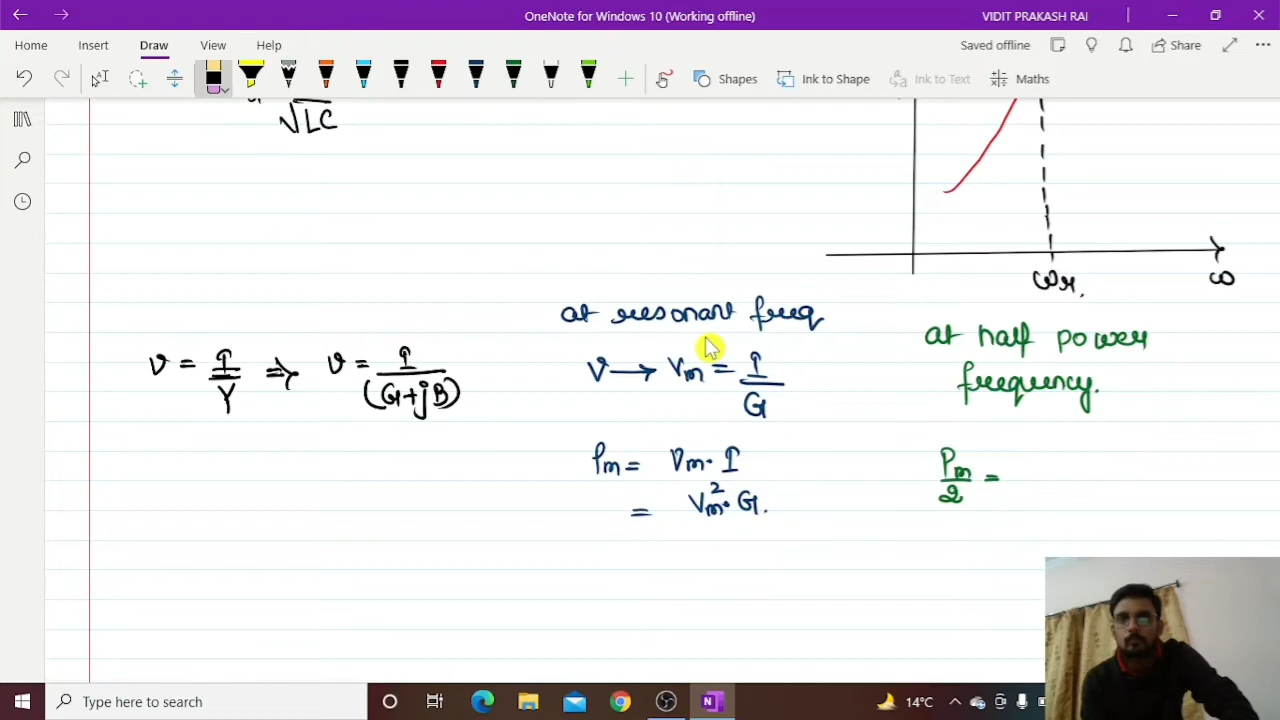 OneNote for Windows 10 (Working offline)
VIDIT PRAKASH RAI
Home Insert Draw View Help
Saved offline
Share
Shapes
Ink to Shape
Ink to Text
Maths
√LC
ωr.
ω
at resonant freq
at half power
frequency.
V = I/Y ⇒ V = I/(G+jB)
V → Vm = I/G
Pm = Vm. I
= Vm². G.
Pm/2 =
Type here to search
14°C